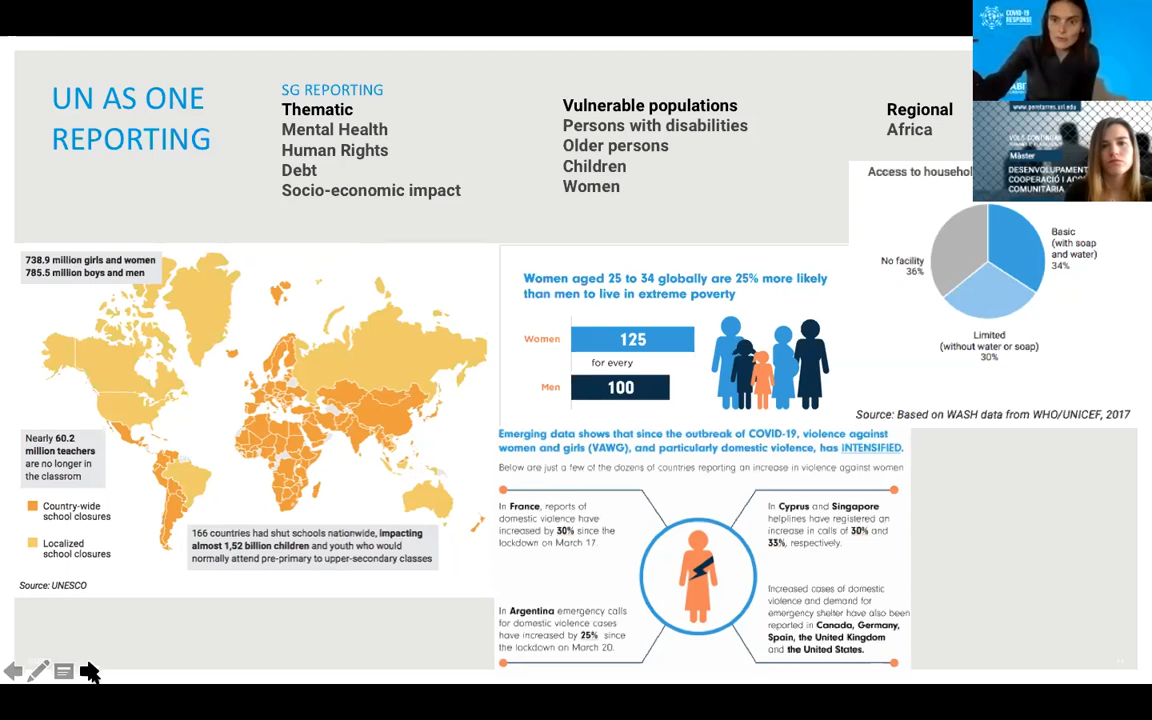 UN AS ONE
REPORTING
SG REPORTING
Thematic
Mental Health
Human Rights
Debt
Socio-economic impact
Vulnerable populations
Persons with disabilities
Older persons
Children
Women
Regional
Africa
COVID-19
RESPONSE
www.peretarres.url.edu
Màster
DESENVOLUPAMENT
COOPERACIÓ I
COMUNITÀRIA
738.9 million girls and women
785.5 million boys and men
Nearly 60.2
million teachers
are no longer in
the classrom
Country-wide
school closures
Localized
school closures
166 countries had shut schools nationwide, impacting
almost 1,52 billion children and youth who would
normally attend pre-primary to upper-secondary classes
Source: UNESCO
Women aged 25 to 34 globally are 25% more likely
than men to live in extreme poverty
Women
125
for every
Men
100
Emerging data shows that since the outbreak of COVID-19, violence against
women and girls (VAWG), and particularly domestic violence, has INTENSIFIED.
Below are just a few of the dozens of countries reporting an increase in violence against women
In France, reports of
domestic violence have
increased by 30% since the
lockdown on March 17.
In Cyprus and Singapore
helplines have registered an
increase in calls of 30% and
33%, respectively.
In Argentina emergency calls
for domestic violence cases
have increased by 25% since
the lockdown on March 20.
Increased cases of domestic
violence and demand for
emergency shelter have also been
reported in Canada, Germany,
Spain, the United Kingdom
and the United States.
Access to househol
No facility
36%
Basic
(with soap
and water)
34%
Limited
(without water or soap)
30%
Source: Based on WASH data from WHO/UNICEF, 2017